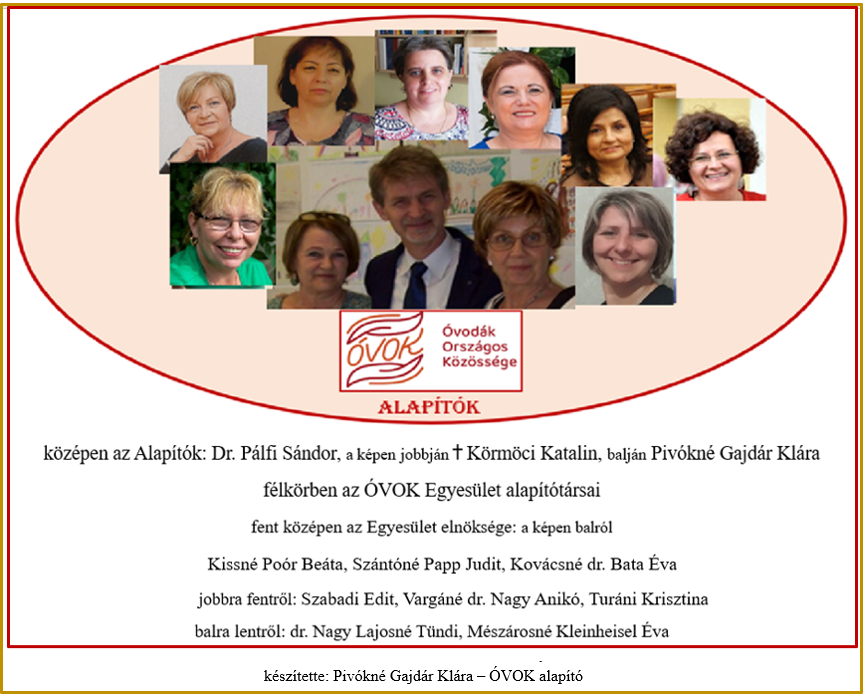 ÓVOK
Óvodák
Országos
Közössége
ALAPÍTÓK
középen az Alapítók: Dr. Pálfi Sándor, a képen jobbján † Körmöci Katalin, balján Pivókné Gajdár Klára
félkörben az ÓVOK Egyesület alapítótársai
fent középen az Egyesület elnöksége: a képen balról
Kissné Poór Beáta, Szántóné Papp Judit, Kovácsné dr. Bata Éva
jobbra fentről: Szabadi Edit, Vargáné dr. Nagy Anikó, Turáni Krisztina
balra lentről: dr. Nagy Lajosné Tündi, Mészárosné Kleinheisel Éva
készítette: Pivókné Gajdár Klára – ÓVOK alapító